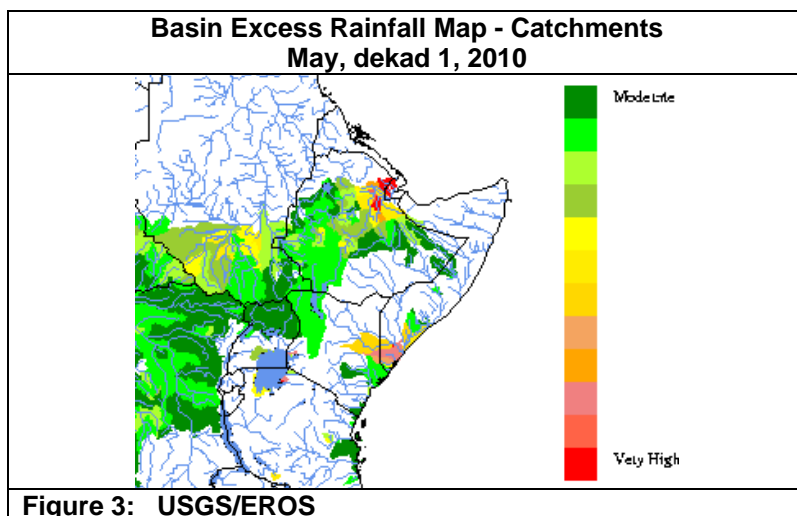 Basin Excess Rainfall Map - Catchments
May, dekad 1, 2010
Moderate
Very High
Figure 3: USGS/EROS